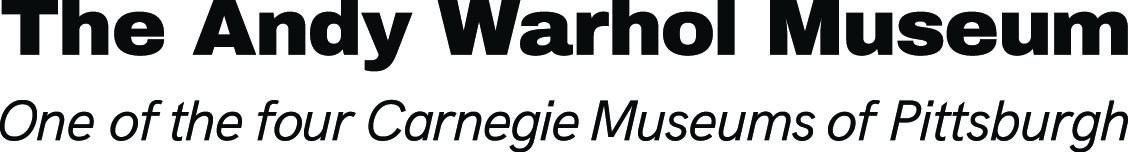 The Andy Warhol Museum
One of the four Carnegie Museums of Pittsburgh